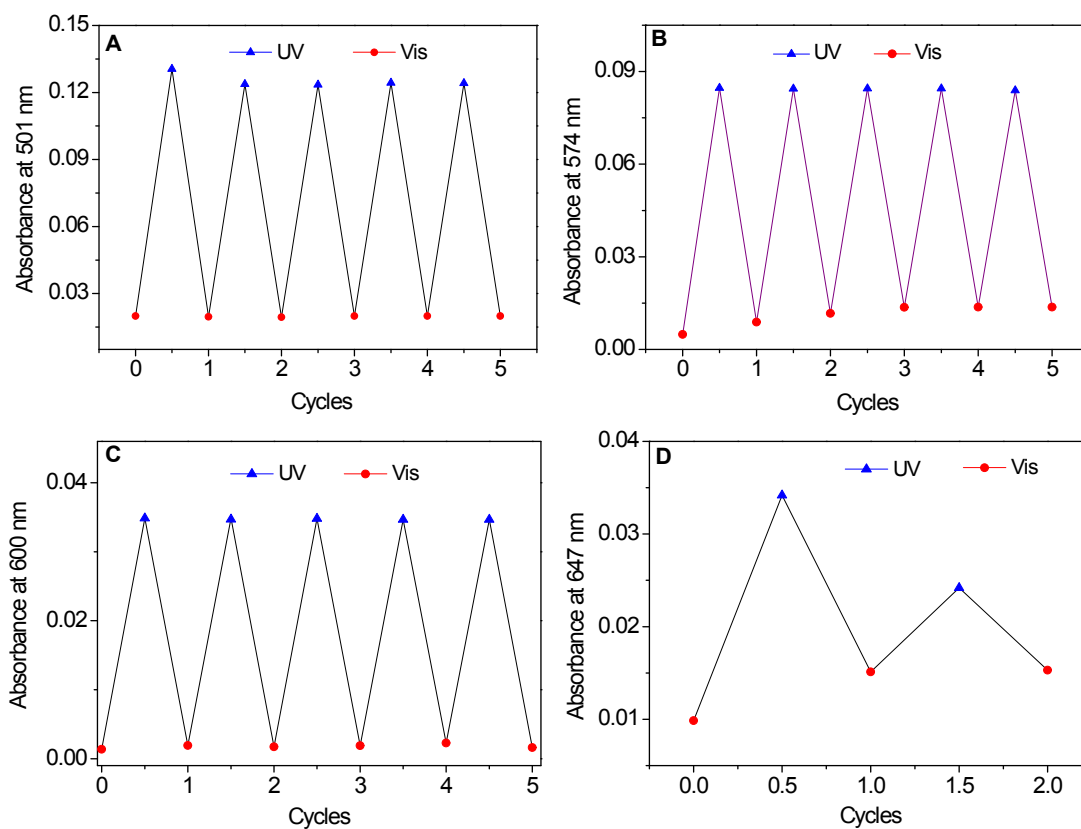 A
UV Vis
Absorbance at 501 nm
0.15
0.12
0.09
0.06
0.03
0 1 2 3 4 5
Cycles
B
UV Vis
Absorbance at 574 nm
0.09
0.06
0.03
0.00
0 1 2 3 4 5
Cycles
C
UV Vis
Absorbance at 600 nm
0.04
0.02
0.00
0 1 2 3 4 5
Cycles
D
UV Vis
Absorbance at 647 nm
0.04
0.03
0.02
0.01
0.0 0.5 1.0 1.5 2.0
Cycles